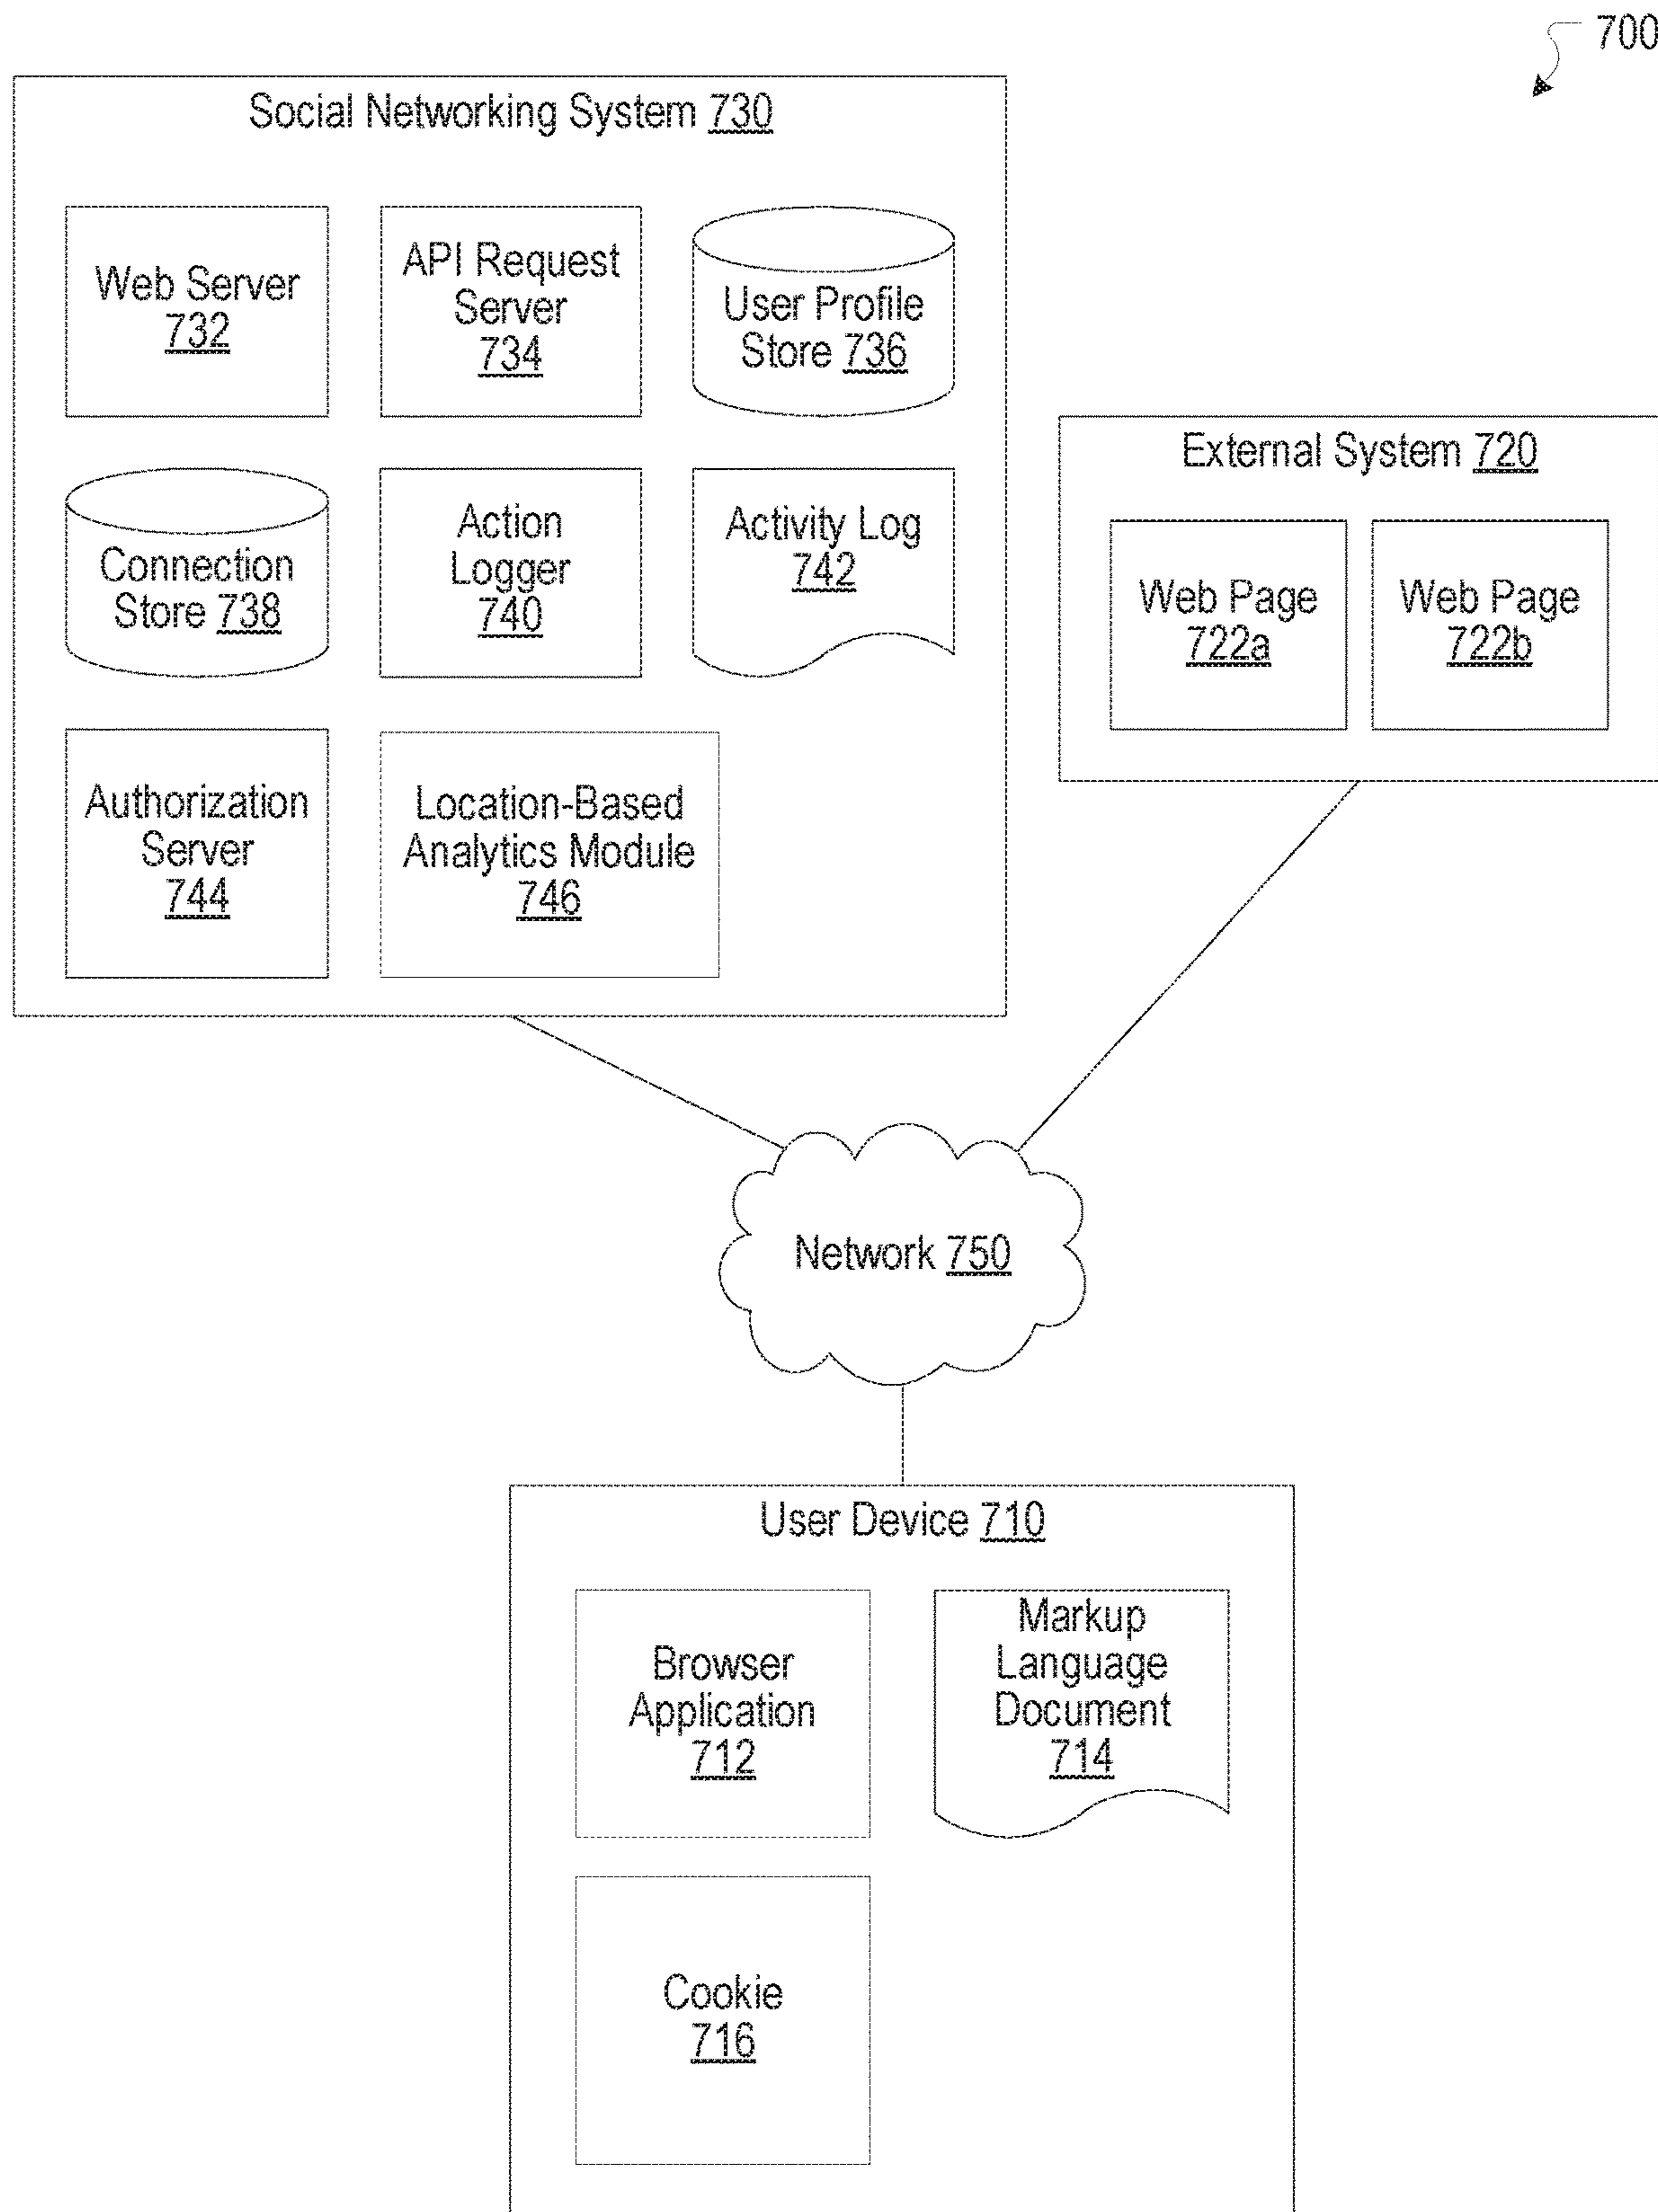 700
Social Networking System 730
Web Server
732
API Request
Server
734
User Profile
Store 736
Connection
Store 738
Action
Logger
740
Activity Log
742
Authorization
Server
744
Location-Based
Analytics Module
746
External System 720
Web Page
722a
Web Page
722b
Network 750
User Device 710
Browser
Application
712
Markup
Language
Document
714
Cookie
716